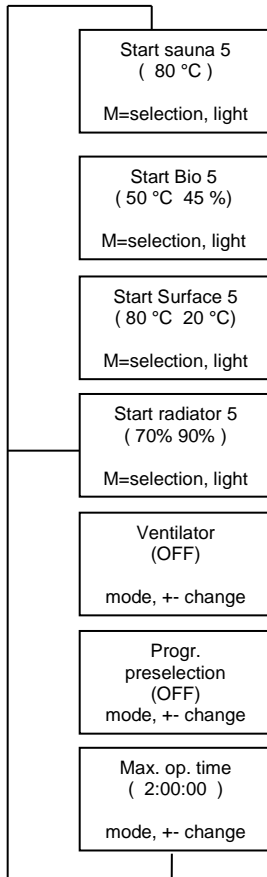 Start sauna 5
( 80 °C )
M=selection, light
Start Bio 5
( 50 °C 45 %)
M=selection, light
Start Surface 5
( 80 °C 20 °C)
M=selection, light
Start radiator 5
( 70% 90% )
M=selection, light
Ventilator
(OFF)
mode, +- change
Progr.
preselection
(OFF)
mode, +- change
Max. op. time
( 2:00:00 )
mode, +- change